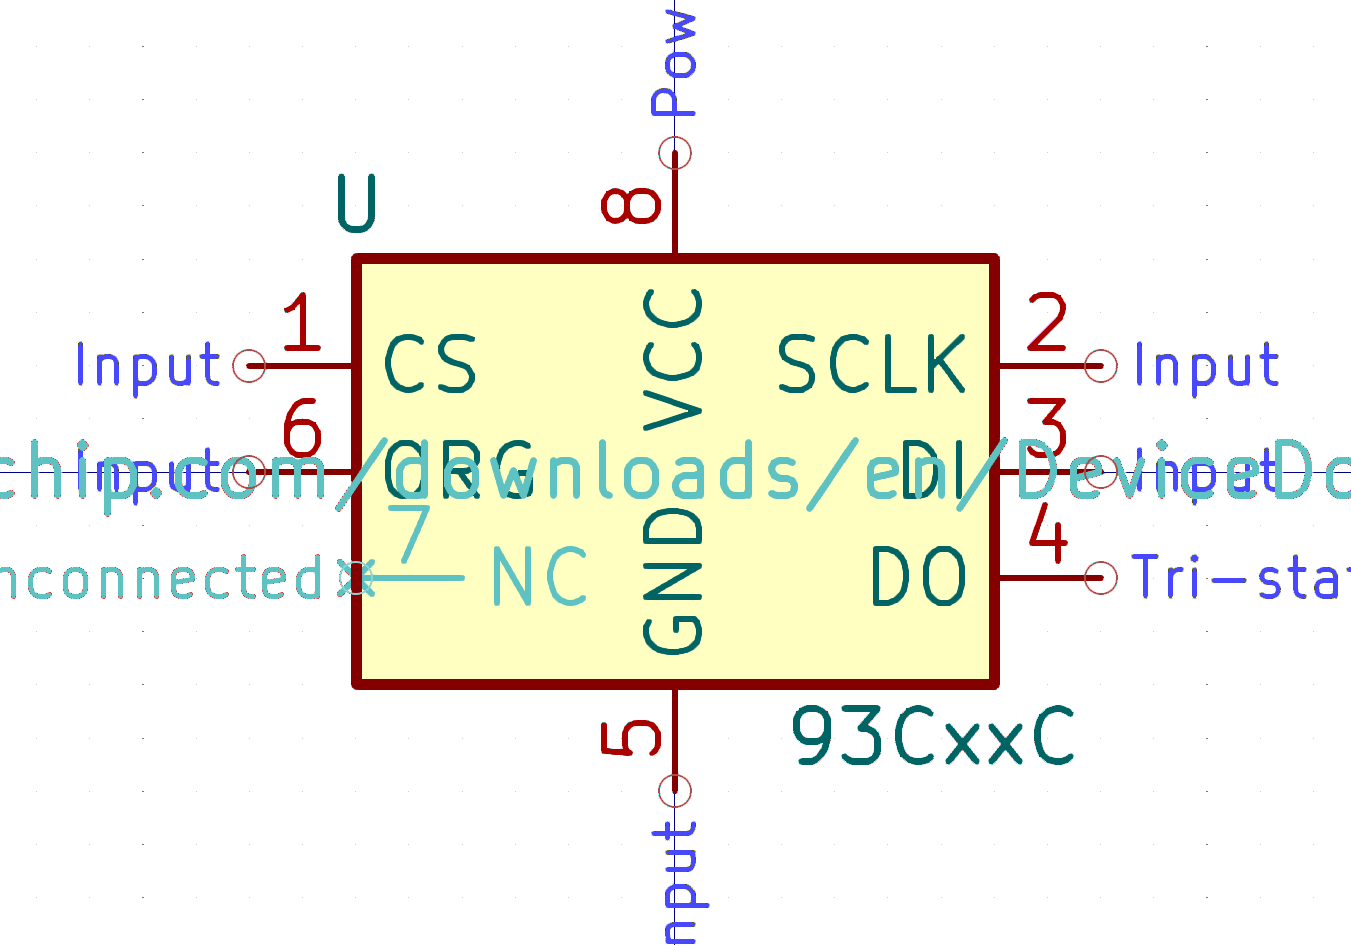 Pow
8
U
1
2
Input
CS
VCC
SCLK
Input
6
3
Input
ORG
DI
Input
chip.com/downloads/en/DeviceDo
7
4
nconnected
NC
GND
DO
Tri-stat
5
93CxxC
nput